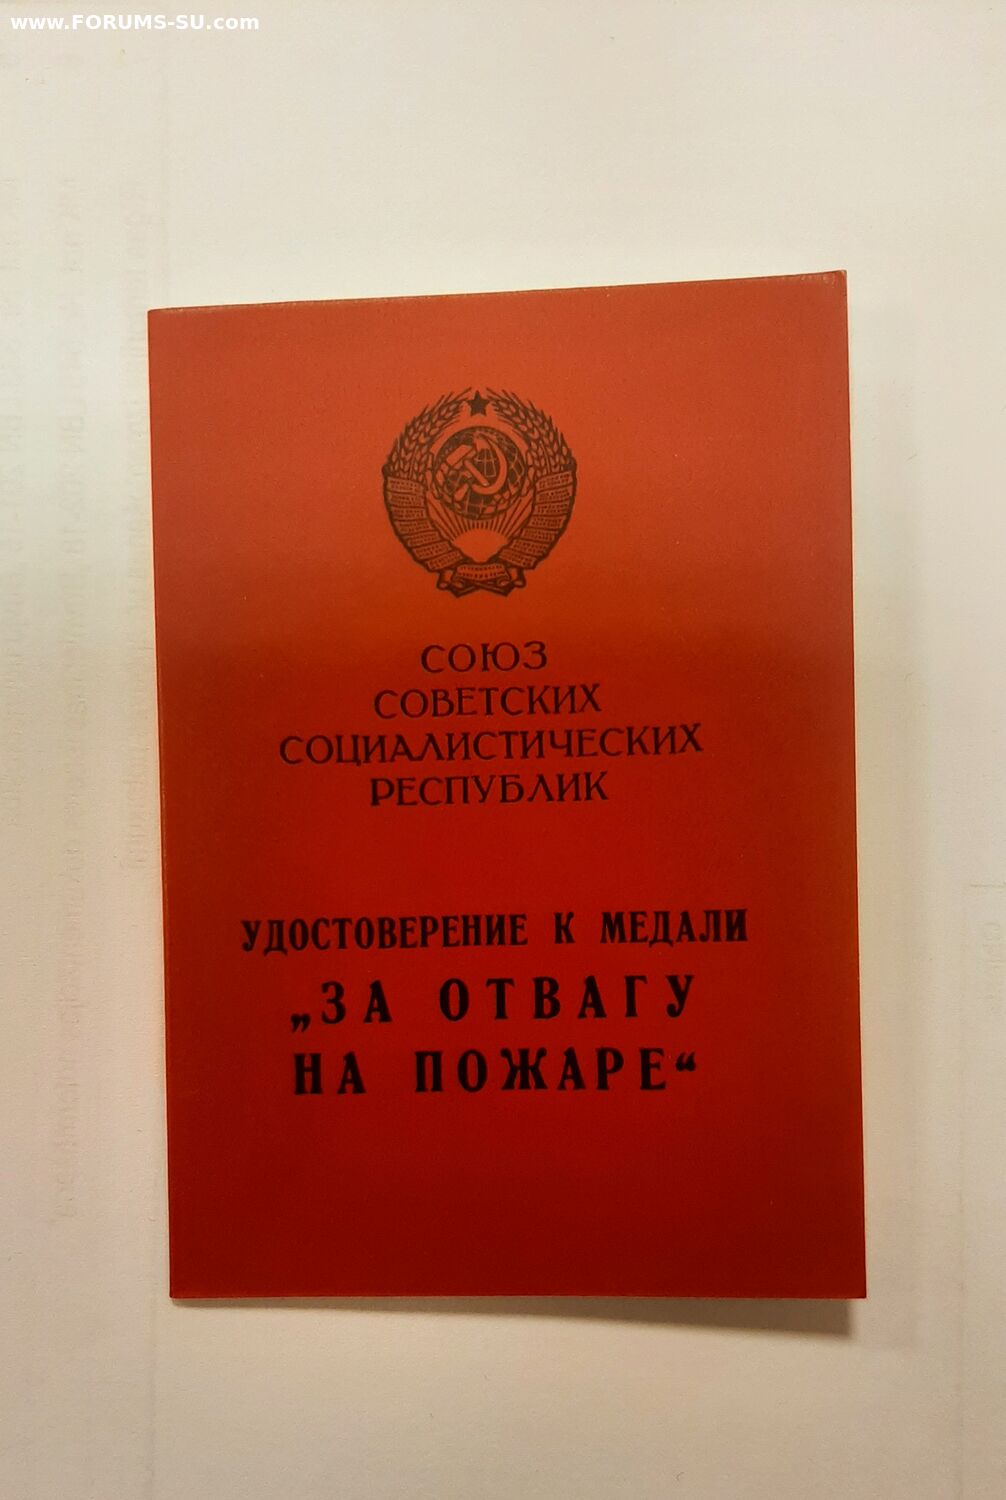 www.FORUMS-SU.com
СОЮЗ
СОВЕТСКИХ
СОЦИАЛИСТИЧЕСКИХ
РЕСПУБЛИК
УДОСТОВЕРЕНИЕ К МЕДАЛИ
„ЗА ОТВАГУ
НА ПОЖАРЕ“